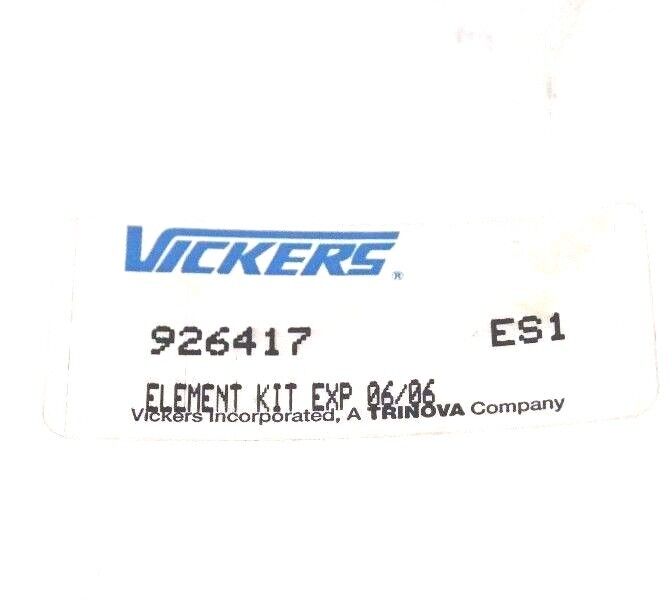 VICKERS®
926417 ES1
ELEMENT KIT EXP 06/06
Vickers Incorporated, A TRINOVA Company